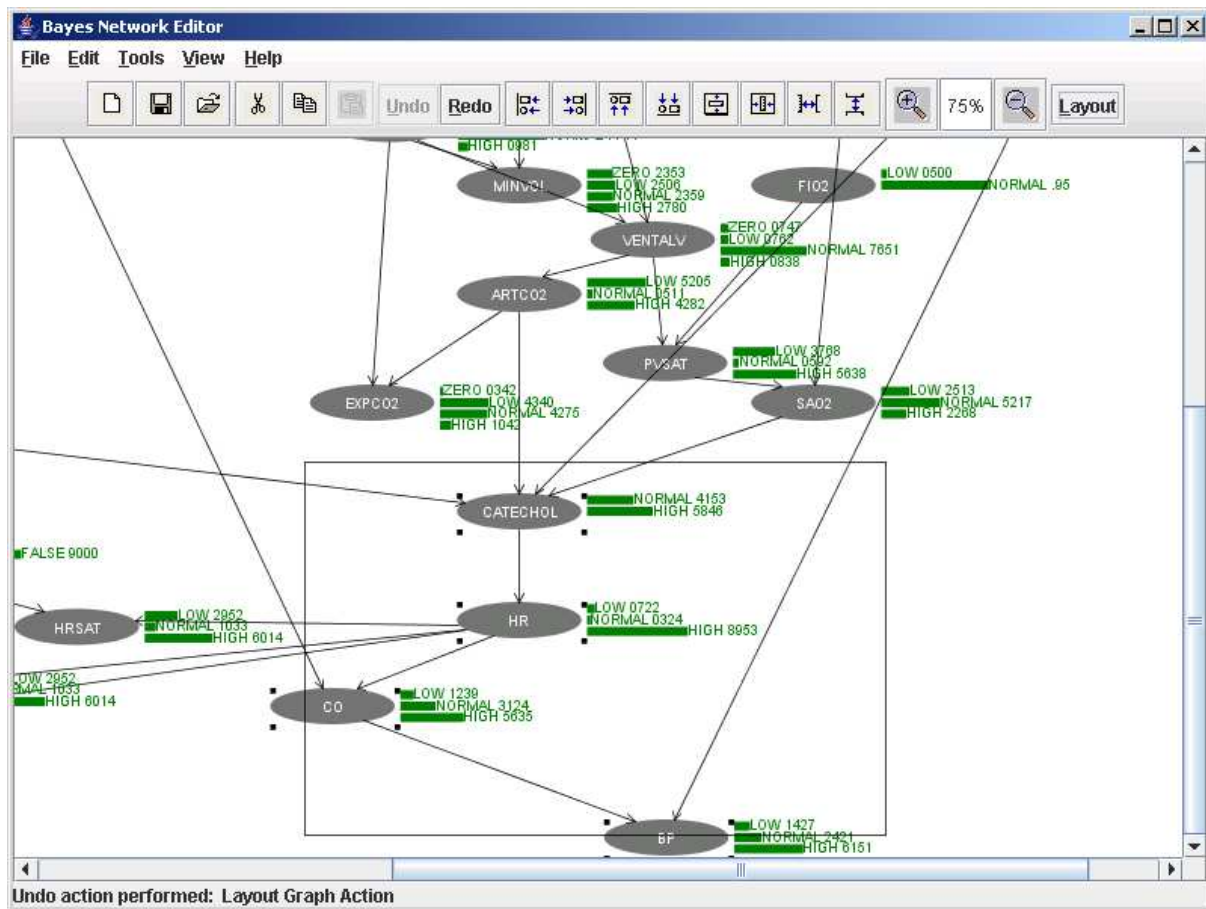 Bayes Network Editor
File Edit Tools View Help
Undo Redo 75% Layout
HIGH 0981
MINVOL
ZERO 2353
LOW 2506
NORMAL 2359
HIGH 2780
FIO2
LOW 0500
NORMAL .95
VENTALV
ZERO 0747
LOW 0762
NORMAL 7651
HIGH 0838
ARTCO2
LOW 5205
NORMAL 0511
HIGH 4282
PVSAT
LOW 3768
NORMAL 0592
HIGH 5638
EXPCO2
ZERO 0342
LOW 4340
NORMAL 4275
HIGH 1042
SAO2
LOW 2513
NORMAL 5217
HIGH 2268
CATECHOL
NORMAL 4153
HIGH 5846
FALSE 9000
HRSAT
LOW 2952
NORMAL 1033
HIGH 6014
HR
LOW 0722
NORMAL 0324
HIGH 8953
LOW 2952
NORMAL 1033
HIGH 6014
CO
LOW 1239
NORMAL 3124
HIGH 5635
BP
LOW 1427
NORMAL 2421
HIGH 6151
Undo action performed: Layout Graph Action